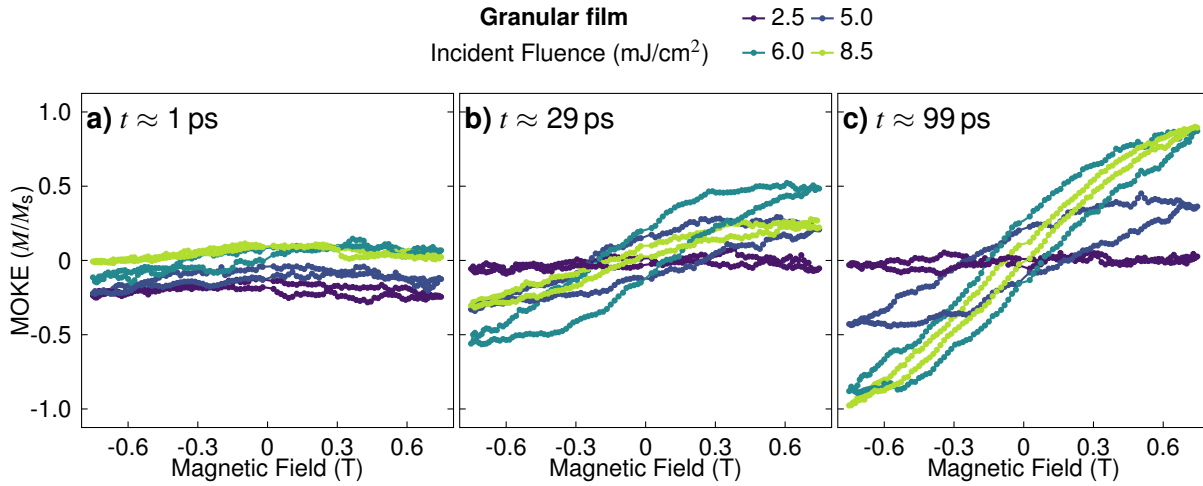 Granular film
Incident Fluence (mJ/cm²)
2.5 5.0
6.0 8.5
a) t ≈ 1 ps
b) t ≈ 29 ps
c) t ≈ 99 ps
MOKE (M/Mₛ)
1.0
0.5
0
-0.5
-1.0
-0.6 -0.3 0 0.3 0.6
-0.6 -0.3 0 0.3 0.6
-0.6 -0.3 0 0.3 0.6
Magnetic Field (T)
Magnetic Field (T)
Magnetic Field (T)